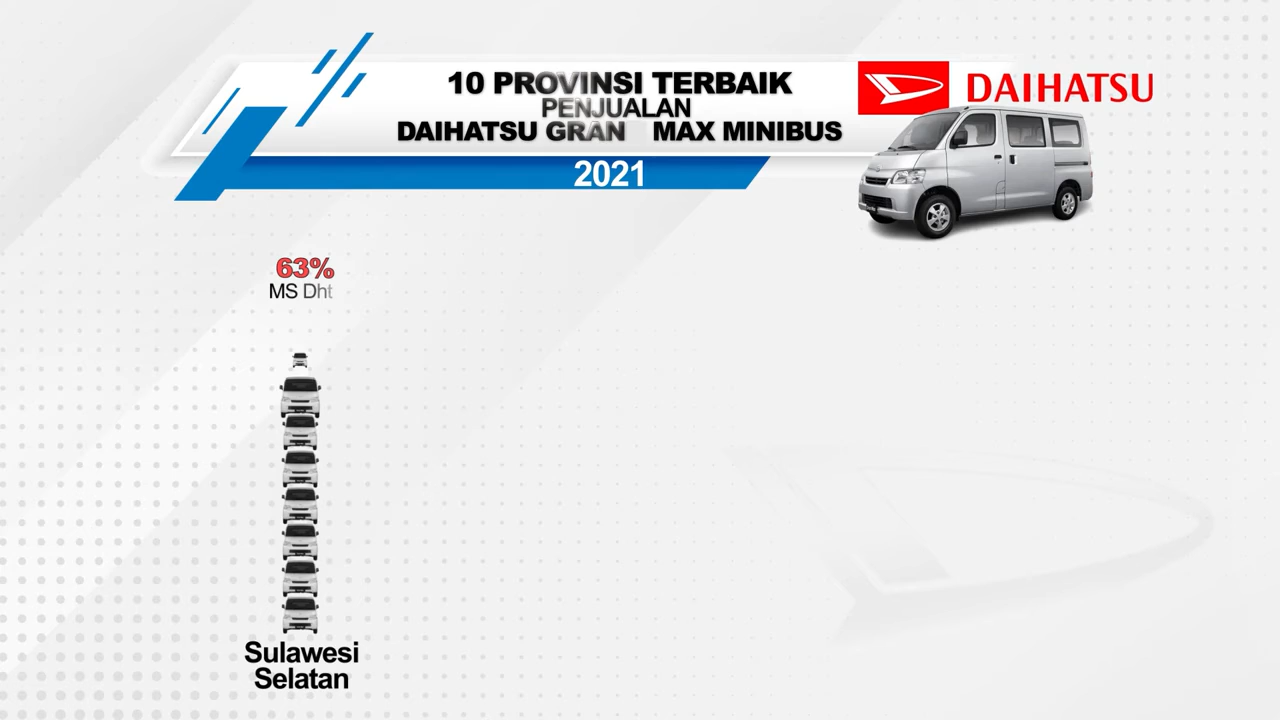 10 PROVINSI TERBAIK
PENJUALAN
DAIHATSU GRAN MAX MINIBUS
2021
DAIHATSU
63%
MS Dht
Sulawesi
Selatan